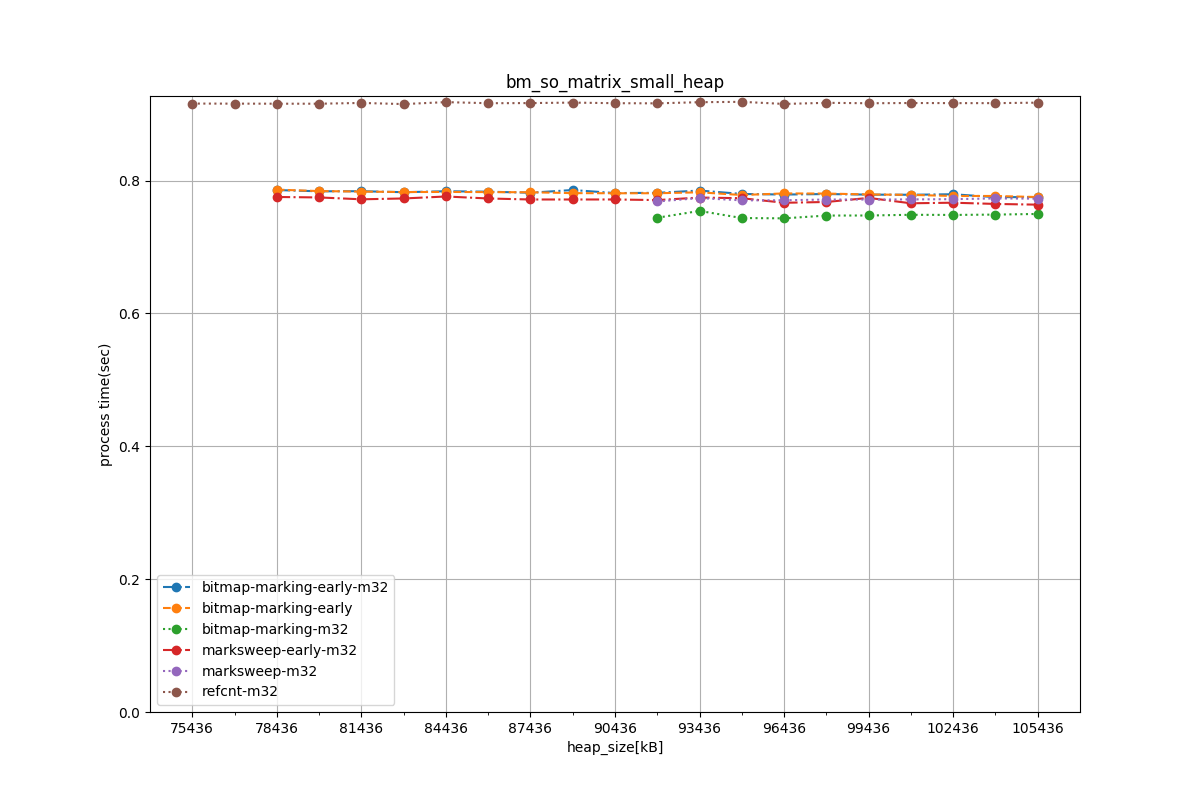 bm_so_matrix_small_heap
process time(sec)
0.8
0.6
0.4
0.2
0.0
bitmap-marking-early-m32
bitmap-marking-early
bitmap-marking-m32
marksweep-early-m32
marksweep-m32
refcnt-m32
75436 78436 81436 84436 87436 90436 93436 96436 99436 102436 105436
heap_size[kB]